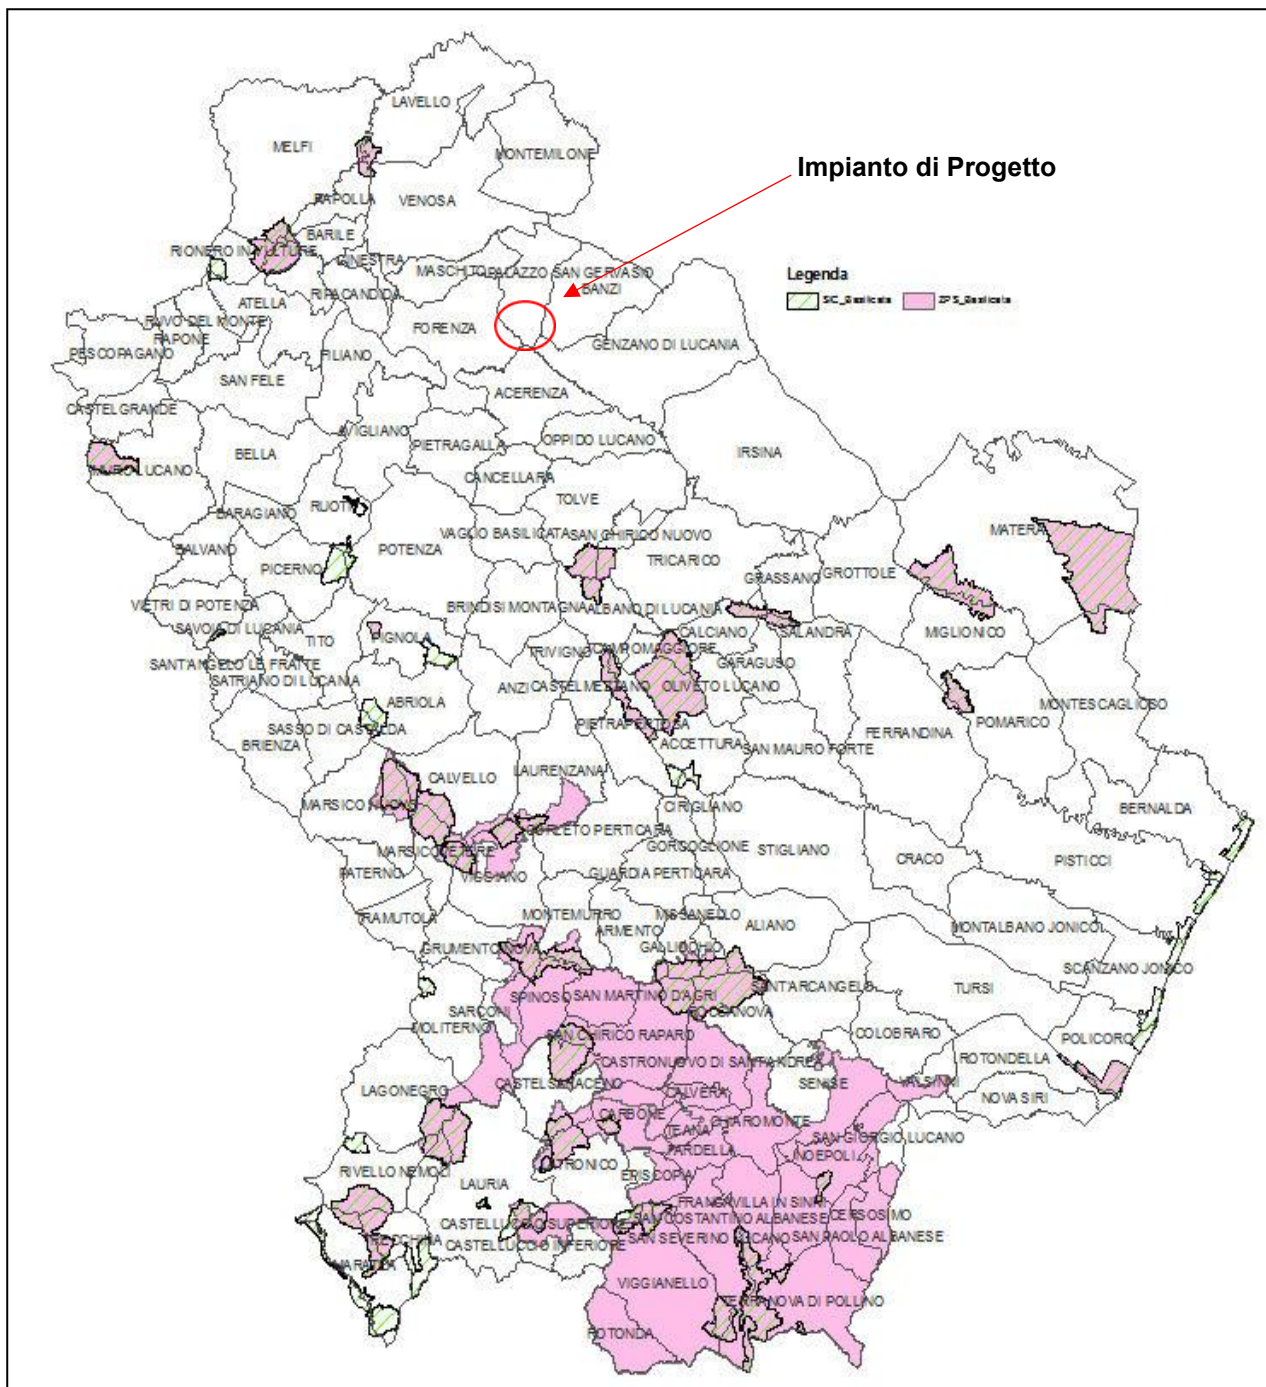 LAVELLO
MELFI
MONTEMILONE
Impianto di Progetto
RAPOLLA
VENOSA
BARILE
RIONERO IN VULTURE
GINESTRA
MASCHITO
PALAZZO SAN GERVASIO
BANZI
Legenda
SIC_Basilicata
ZPS_Basilicata
RIPACANDIDA
ATELLA
RUVO DEL MONTE
FORENZA
RAPONE
PESCOPAGANO
FILIANO
GENZANO DI LUCANIA
SAN FELE
ACERENZA
CASTELGRANDE
AVIGLIANO
PIETRAGALLA
OPPIDO LUCANO
BELLA
IRSINA
MURO LUCANO
CANCELLARA
TOLVE
RUOTI
BARAGIANO
VAGLIO BASILICATA
SAN CHIRICO NUOVO
MATERA
BALVANO
POTENZA
TRICARICO
PICERNO
GRASSANO
GROTTOLE
VIETRI DI POTENZA
BRINDISI MONTAGNA
ALBANO DI LUCANIA
SAVOIA DI LUCANIA
TITO
PIGNOLA
CALCIANO
SALANDRA
MIGLIONICO
TRIVIGNO
CAMPOMAGGIORE
SANT'ANGELO LE FRATTE
GARAGUSO
SATRIANO DI LUCANIA
ANZI
CASTELMEZZANO
OLIVETO LUCANO
ABRIOLA
MONTESCAGLIOSO
SASSO DI CASTALDA
PIETRAPERTOSA
POMARICO
BRIENZA
ACCETTURA
SAN MAURO FORTE
FERRANDINA
CALVELLO
LAURENZANA
MARSICO NUOVO
CIRIGLIANO
BERNALDA
CORLETO PERTICARA
GORGOGLIONE
STIGLIANO
MARSICOVETERE
CRACO
PISTICCI
PATERNO
VIGGIANO
GUARDIA PERTICARA
TRAMUTOLA
MONTEMURRO
MISSANELLO
ARMENTO
ALIANO
MONTALBANO JONICO
GRUMENTO NOVA
GALLICCHIO
SCANZANO JONICO
SPINOSO
SAN MARTINO D'AGRI
SANT'ARCANGELO
TURSI
SARCONI
ROCCANOVA
MOLITERNO
SAN CHIRICO RAPARO
COLOBRARO
POLICORO
CASTRONUOVO DI SANT'ANDREA
ROTONDELLA
LAGONEGRO
CASTELSARACENO
SENISE
VALSINNI
CALVERA
NOVA SIRI
CARBONE
CHIAROMONTE
TEANA
SAN GIORGIO LUCANO
FARDELLA
NOEPOLI
RIVELLO
NEMOLI
LATRONICO
EPISCOPIA
LAURIA
FRANCAVILLA IN SINNI
CASTELLUCCIO SUPERIORE
SAN COSTANTINO ALBANESE
CERSOSIMO
TRECCHINA
CASTELLUCCIO INFERIORE
SAN SEVERINO LUCANO
SAN PAOLO ALBANESE
MARATEA
VIGGIANELLO
TERRANOVA DI POLLINO
ROTONDA